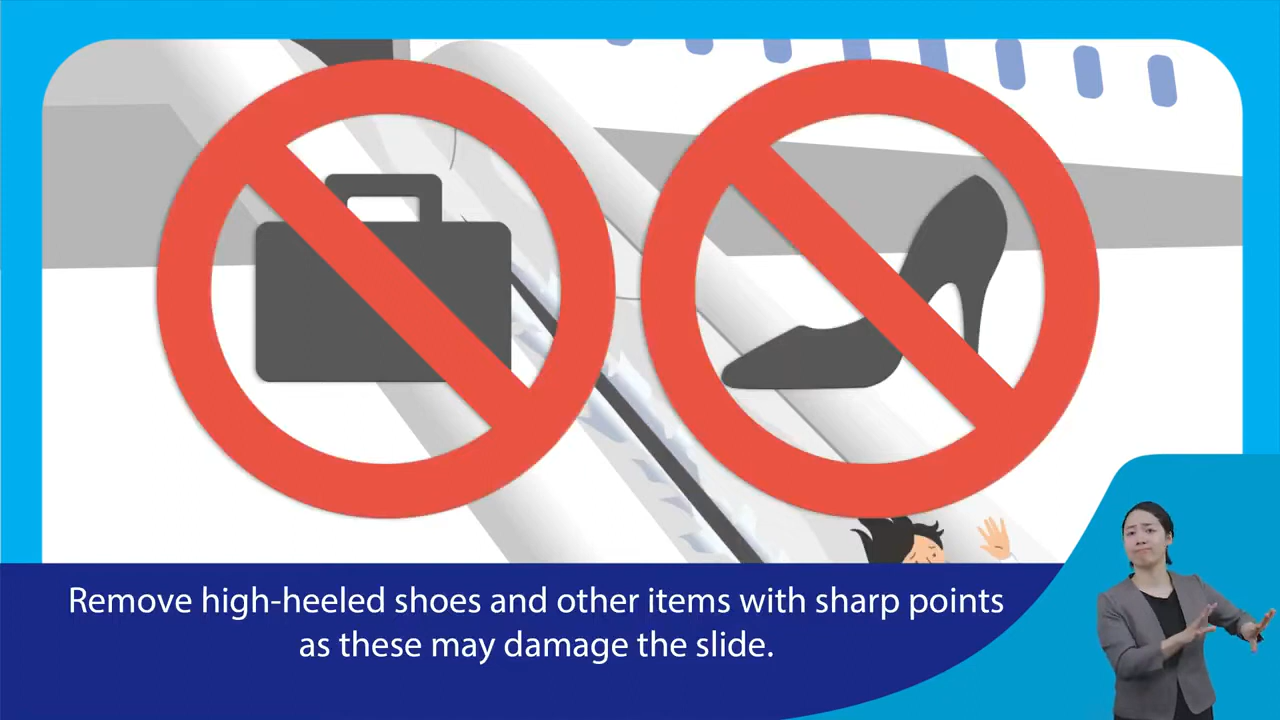 Remove high-heeled shoes and other items with sharp points
as these may damage the slide.